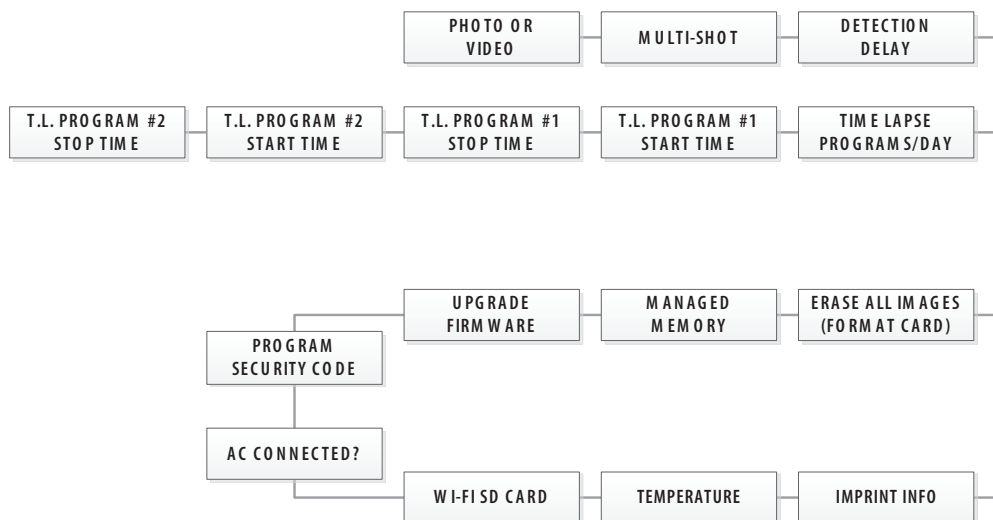 PHOTO OR
VIDEO
MULTI-SHOT
DETECTION
DELAY
T.L. PROGRAM #2
STOP TIME
T.L. PROGRAM #2
START TIME
T.L. PROGRAM #1
STOP TIME
T.L. PROGRAM #1
START TIME
TIME LAPSE
PROGRAMS/DAY
UPGRADE
FIRMWARE
MANAGED
MEMORY
ERASE ALL IMAGES
(FORMAT CARD)
PROGRAM
SECURITY CODE
AC CONNECTED?
WI-FI SD CARD
TEMPERATURE
IMPRINT INFO